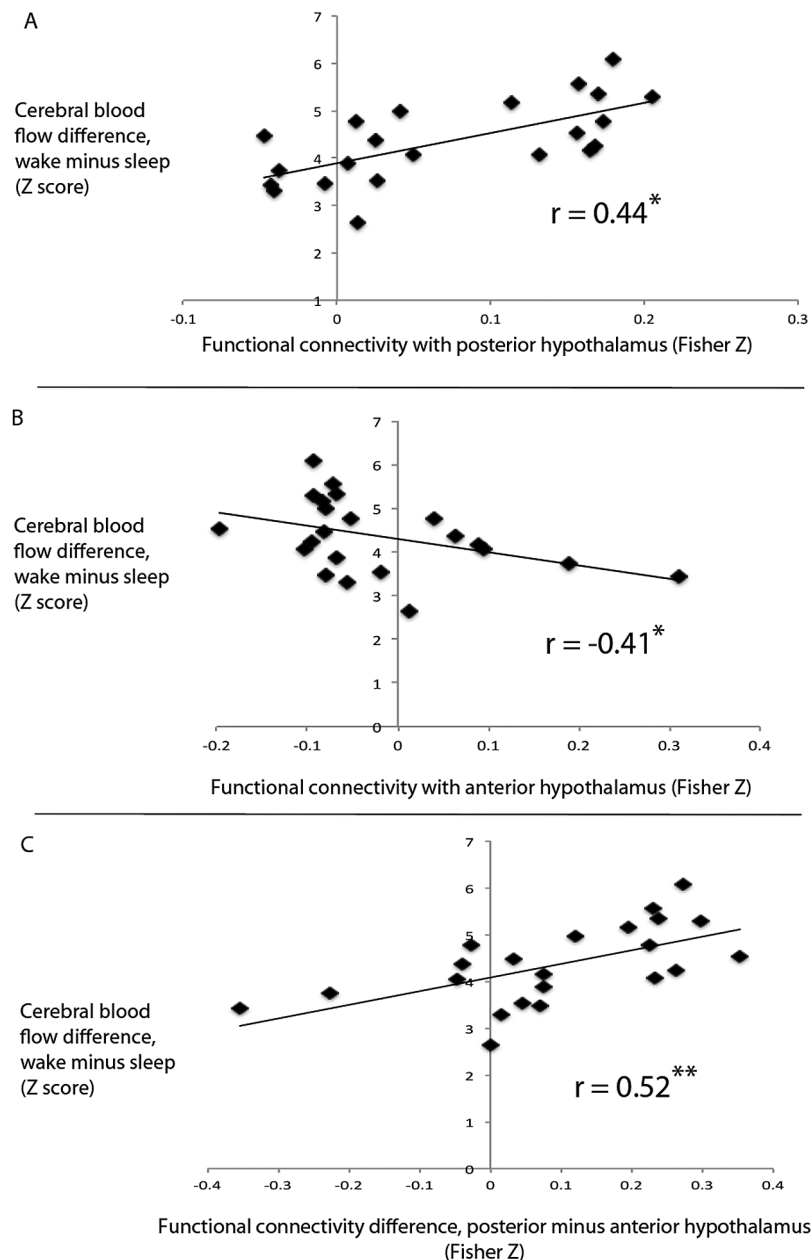 A
7
6
Cerebral blood
flow difference,
wake minus sleep
(Z score)
5
4
3
2
1
r = 0.44*
-0.1 0 0.1 0.2 0.3
Functional connectivity with posterior hypothalamus (Fisher Z)
B
7
6
5
Cerebral blood
flow difference,
wake minus sleep
(Z score)
4
3
2
1
0
r = -0.41*
-0.2 -0.1 0 0.1 0.2 0.3 0.4
Functional connectivity with anterior hypothalamus (Fisher Z)
C
7
6
5
4
3
Cerebral blood
flow difference,
wake minus sleep
(Z score)
2
1
0
r = 0.52**
-0.4 -0.3 -0.2 -0.1 0 0.1 0.2 0.3 0.4
Functional connectivity difference, posterior minus anterior hypothalamus
(Fisher Z)